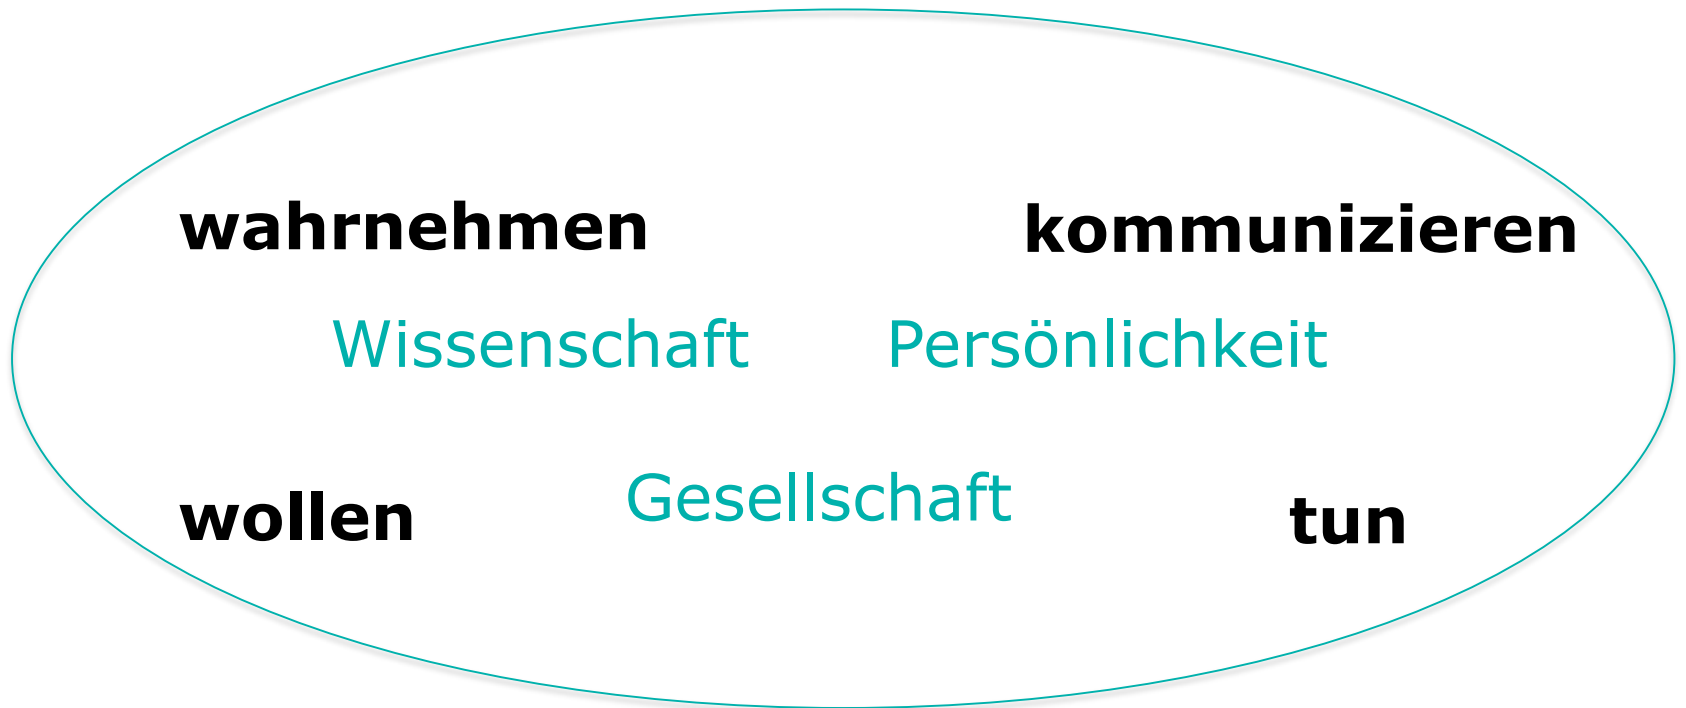 wahrnehmen
kommunizieren
Wissenschaft
Persönlichkeit
Gesellschaft
wollen
tun